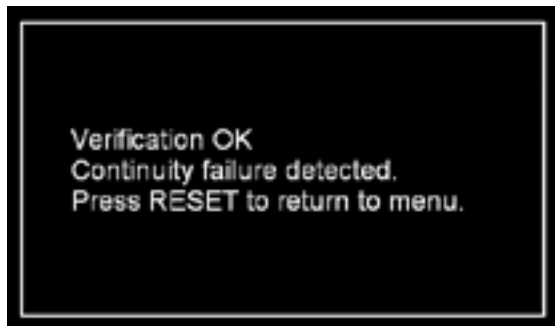 Verification OK
Continuity failure detected.
Press RESET to return to menu.